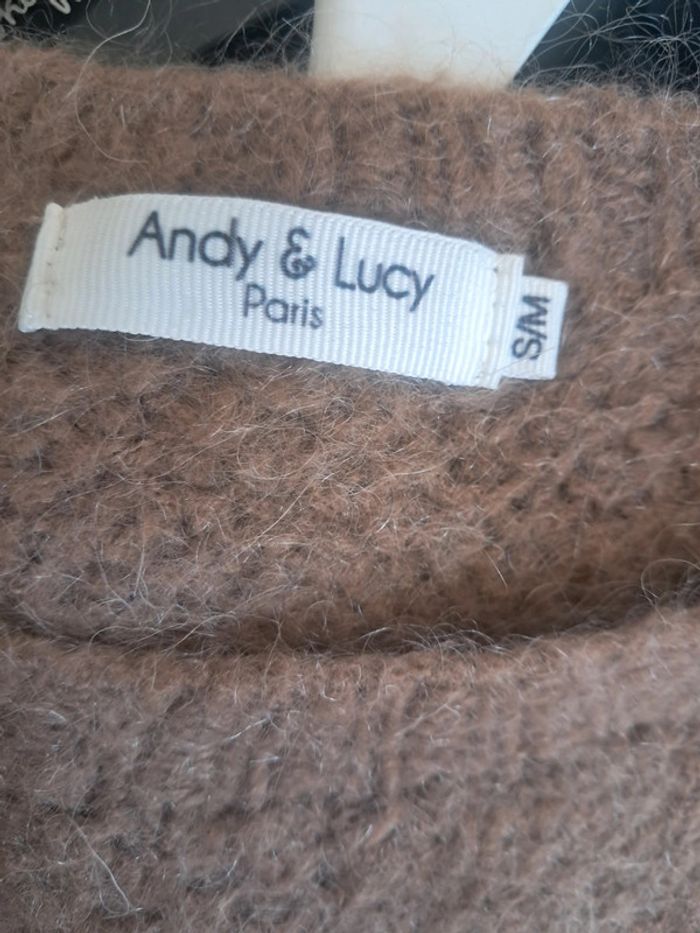 Andy & Lucy
Paris
S/M